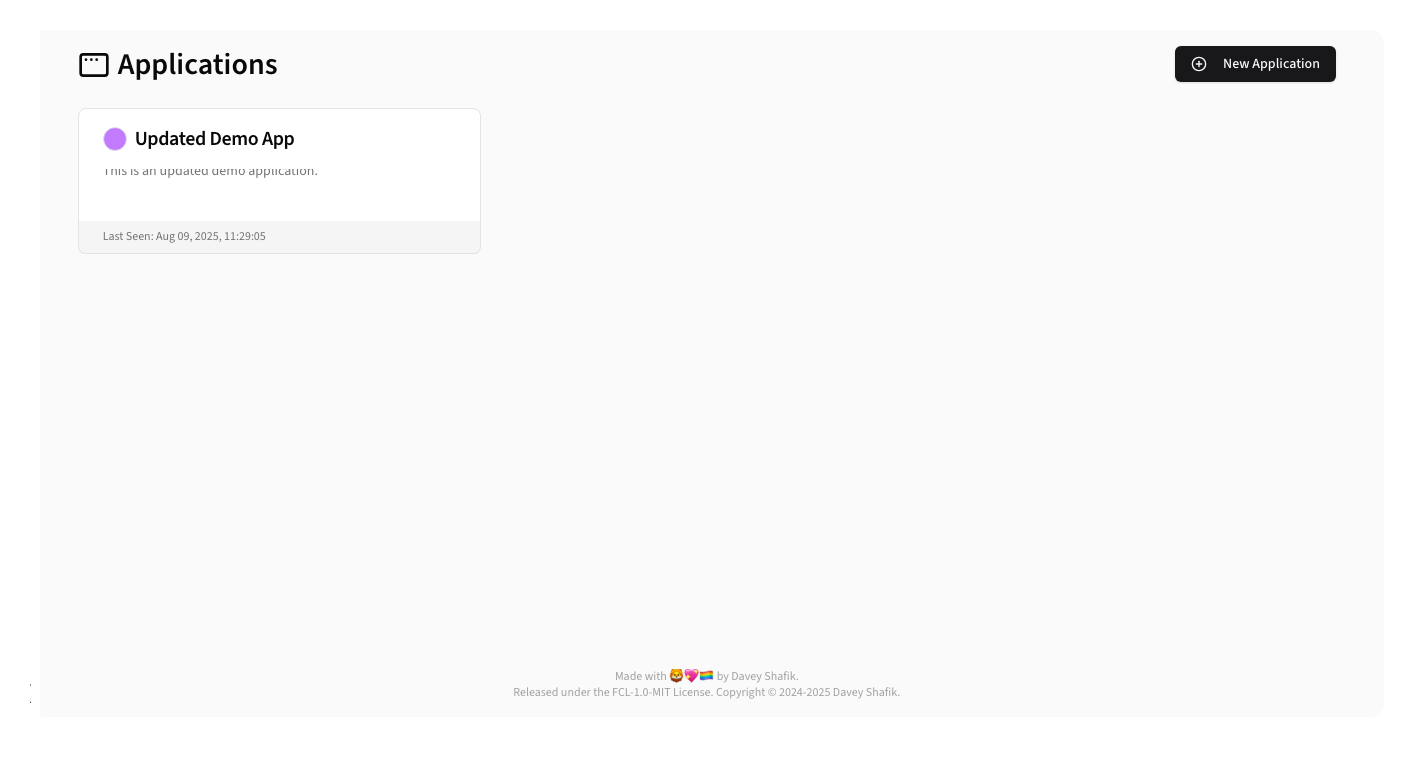 Applications
New Application
Updated Demo App
This is an updated demo application.
Last Seen: Aug 09, 2025, 11:29:05
Made with 🦁💖🏳️‍🌈 by Davey Shafik.
Released under the FCL-1.0-MIT License. Copyright © 2024-2025 Davey Shafik.